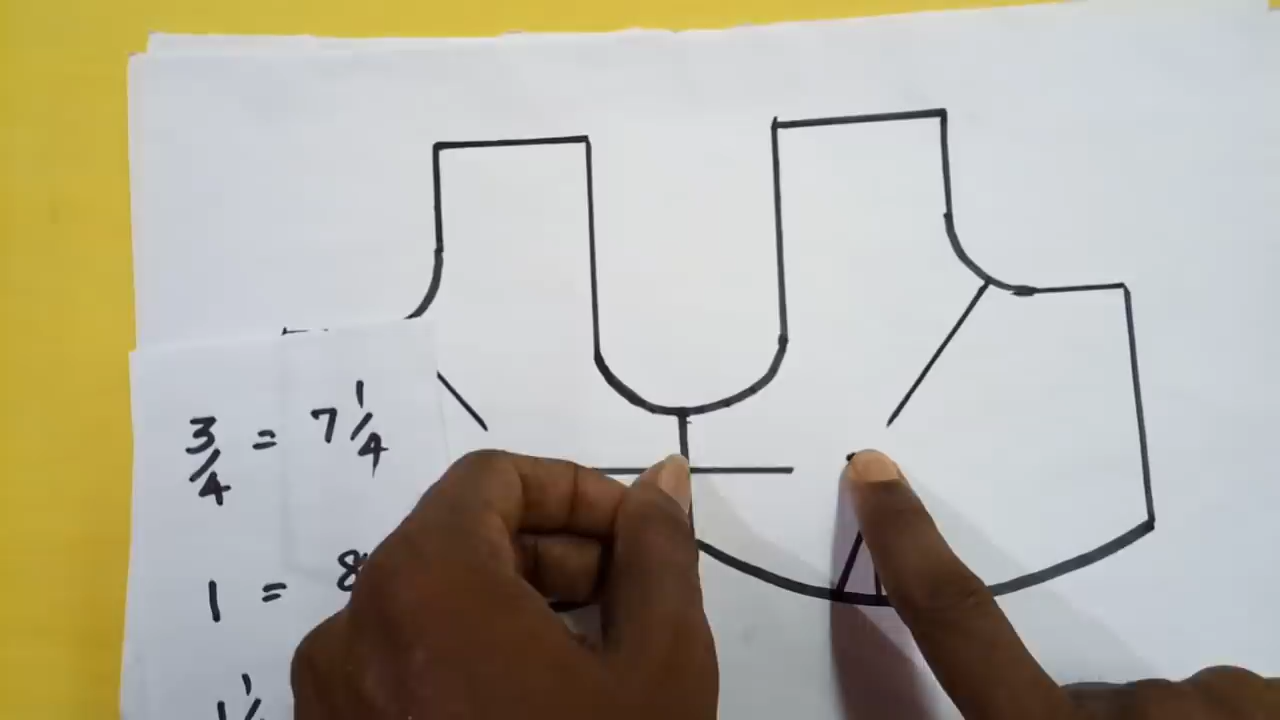 3/4 = 7 1/4
1 = 8